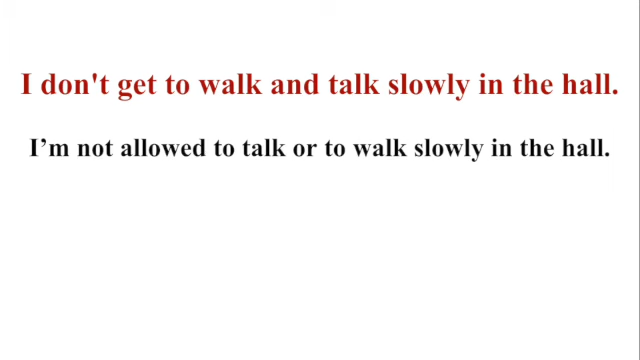 I don't get to walk and talk slowly in the hall.
I’m not allowed to talk or to walk slowly in the hall.